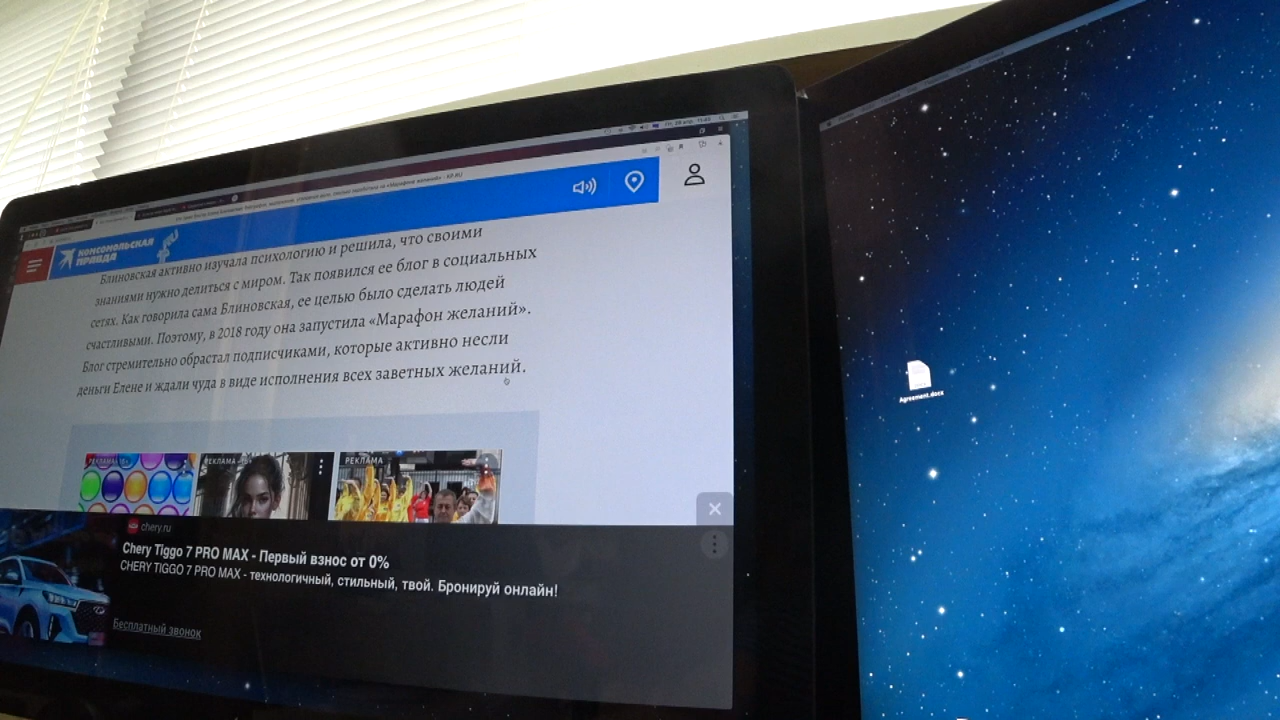 КОМСОМОЛЬСКАЯ
ПРАВДА
Блиновская активно изучала психологию и решила, что своими
знаниями нужно делиться с миром. Так появился ее блог в социальных
сетях. Как говорила сама Блиновская, ее целью было сделать людей
счастливыми. Поэтому, в 2018 году она запустила «Марафон желаний».
Блог стремительно обрастал подписчиками, которые активно несли
деньги Елене и ждали чуда в виде исполнения всех заветных желаний.
РЕКЛАМА
РЕКЛАМА
РЕКЛАМА
chery.ru
Chery Tiggo 7 PRO MAX - Первый взнос от 0%
CHERY TIGGO 7 PRO MAX - технологичный, стильный, твой. Бронируй онлайн!
Бесплатный звонок
Agreement.docx